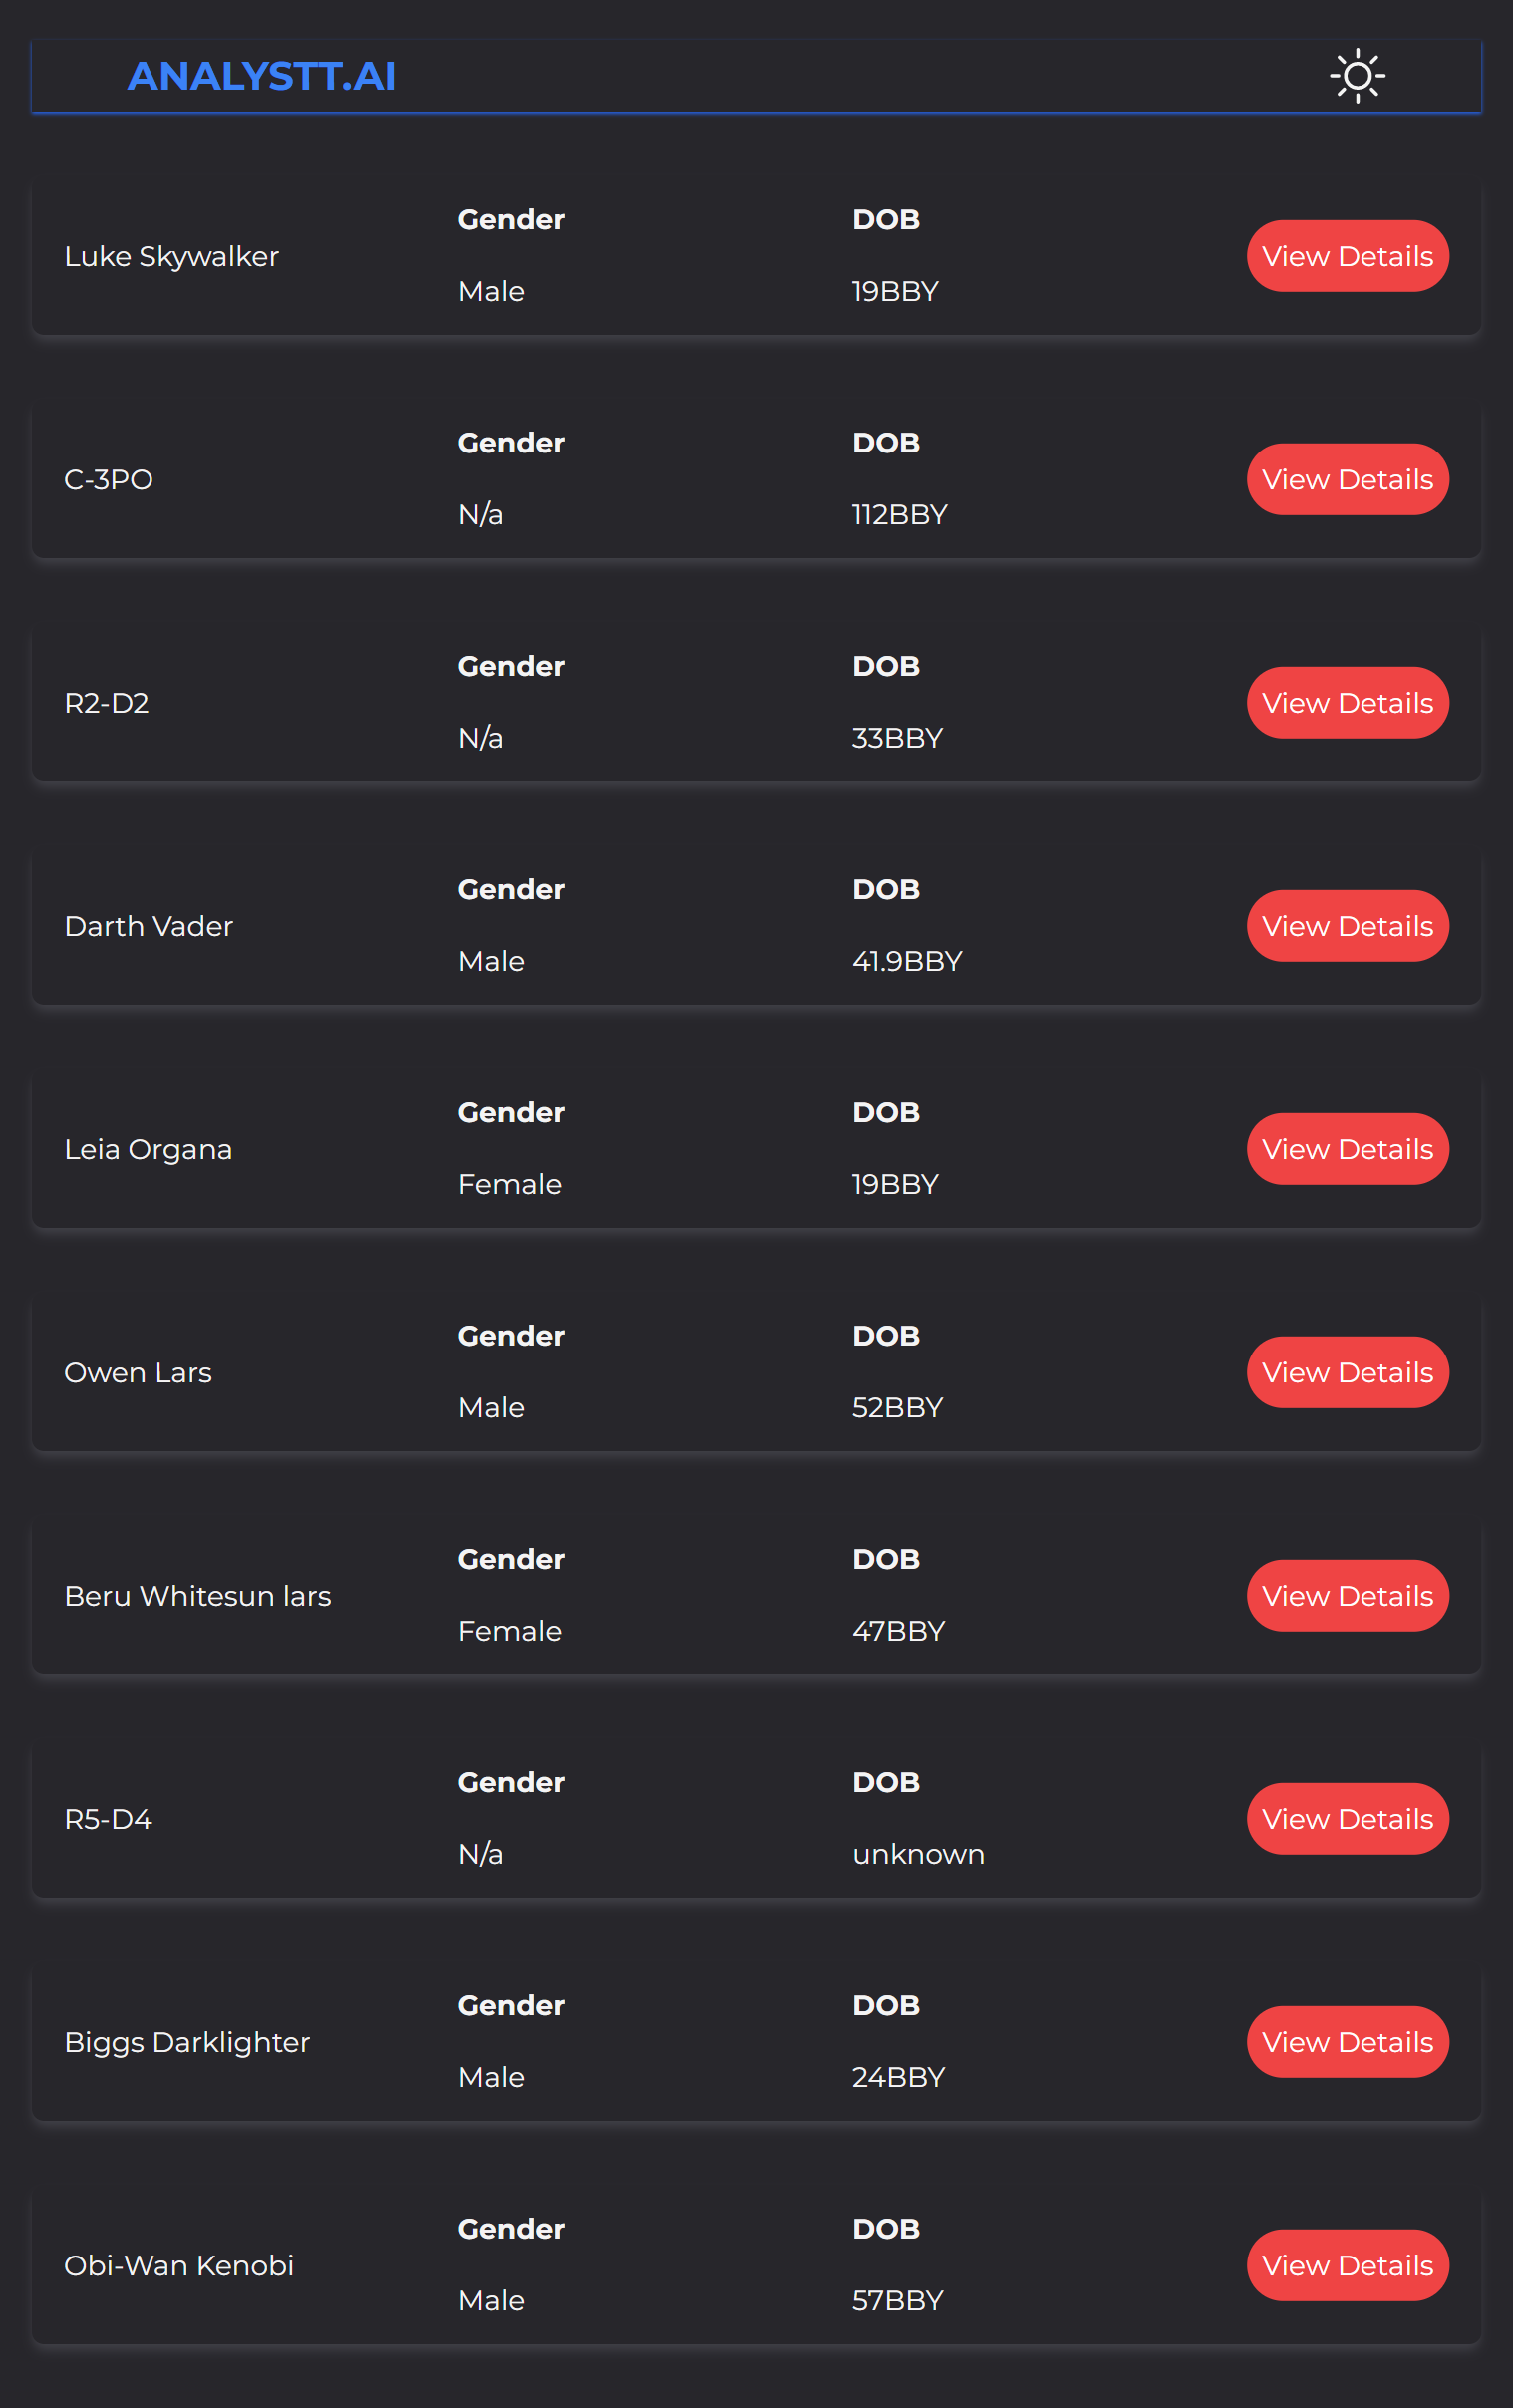 ANALYSTT.AI
Gender DOB
Luke Skywalker View Details
Male 19BBY
Gender DOB
C-3PO View Details
N/a 112BBY
Gender DOB
R2-D2 View Details
N/a 33BBY
Gender DOB
Darth Vader View Details
Male 41.9BBY
Gender DOB
Leia Organa View Details
Female 19BBY
Gender DOB
Owen Lars View Details
Male 52BBY
Gender DOB
Beru Whitesun lars View Details
Female 47BBY
Gender DOB
R5-D4 View Details
N/a unknown
Gender DOB
Biggs Darklighter View Details
Male 24BBY
Gender DOB
Obi-Wan Kenobi View Details
Male 57BBY